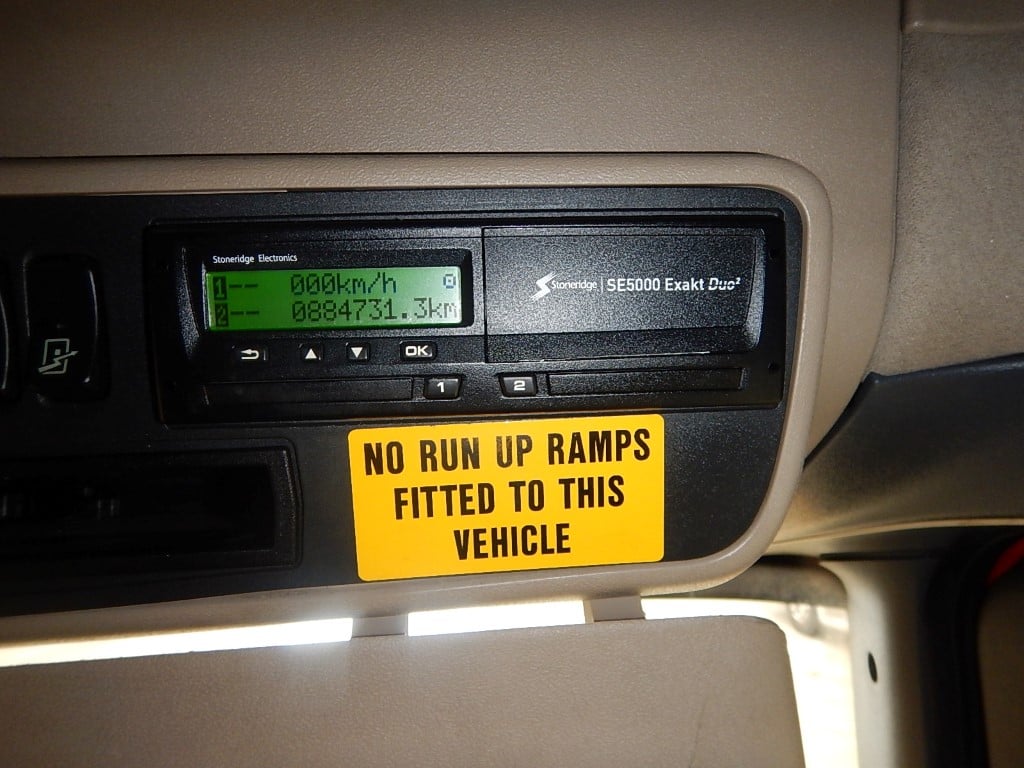 Stoneridge Electronics
1-- 000km/h
2-- 0884731.3km
Stoneridge | SE5000 Exakt Duo²
OK
1 2
NO RUN UP RAMPS
FITTED TO THIS
VEHICLE